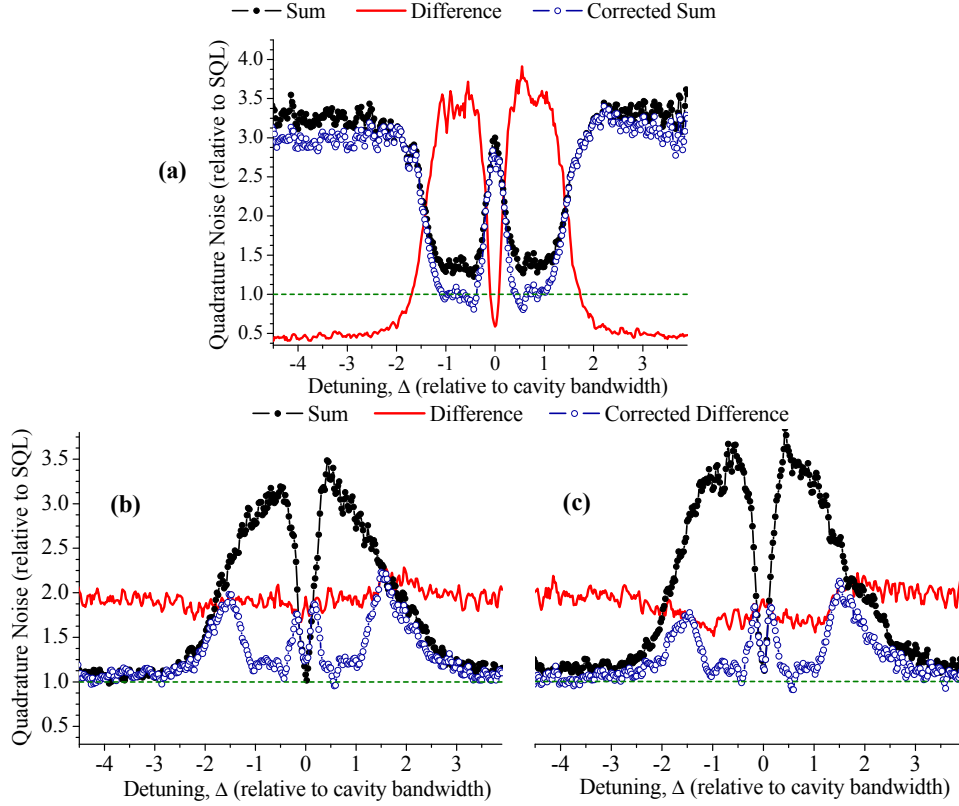 Sum Difference Corrected Sum
4.0
3.5
3.0
2.5
2.0
1.5
1.0
0.5
Quadrature Noise (relative to SQL)
(a)
-4 -3 -2 -1 0 1 2 3
Detuning, Δ (relative to cavity bandwidth)
Sum Difference Corrected Difference
3.5
3.0
2.5
2.0
1.5
1.0
0.5
Quadrature Noise (relative to SQL)
(b)
(c)
-4 -3 -2 -1 0 1 2 3
-4 -3 -2 -1 0 1 2 3
Detuning, Δ (relative to cavity bandwidth)
Detuning, Δ (relative to cavity bandwidth)